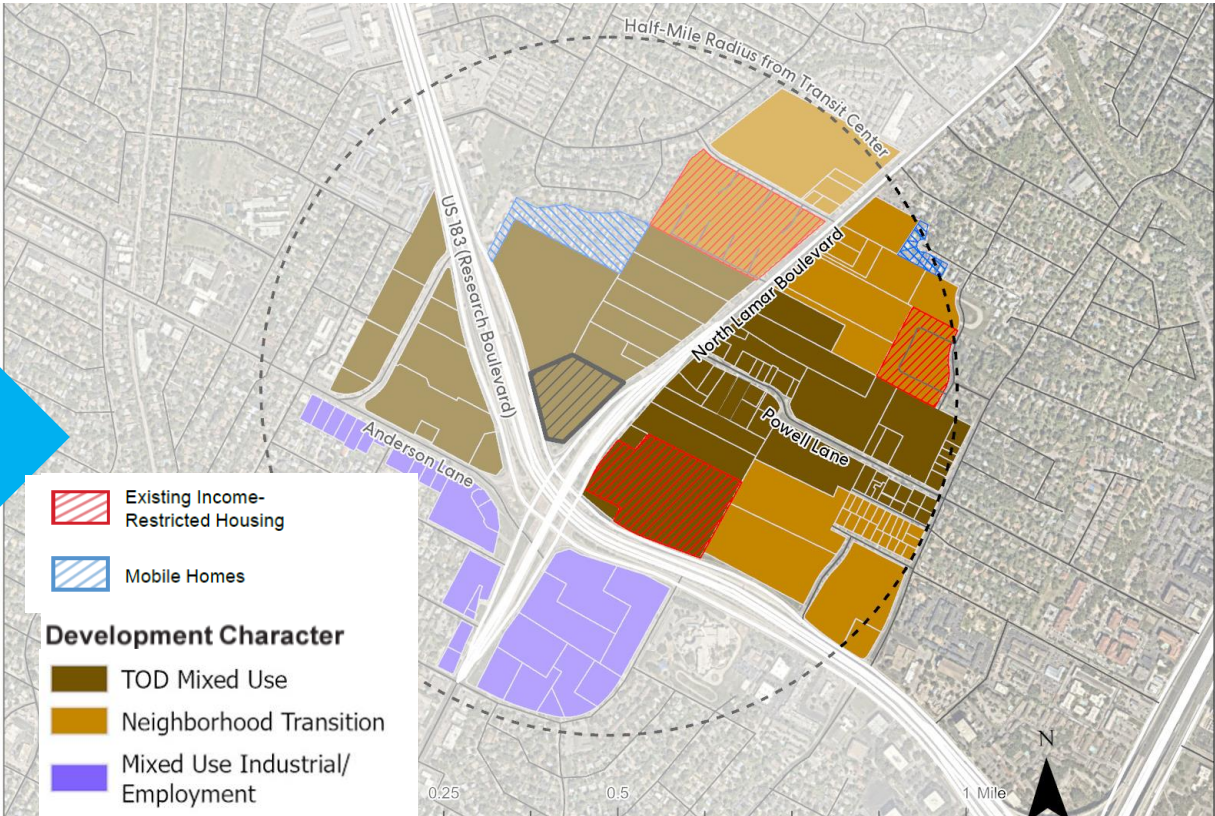 Half-Mile Radius from Transit Center
US 183 (Research Boulevard)
North Lamar Boulevard
Powell Lane
Anderson Lane
Existing Income-
Restricted Housing
Mobile Homes
Development Character
TOD Mixed Use
Neighborhood Transition
Mixed Use Industrial/
Employment
0.25
0.5
1 Mile
N